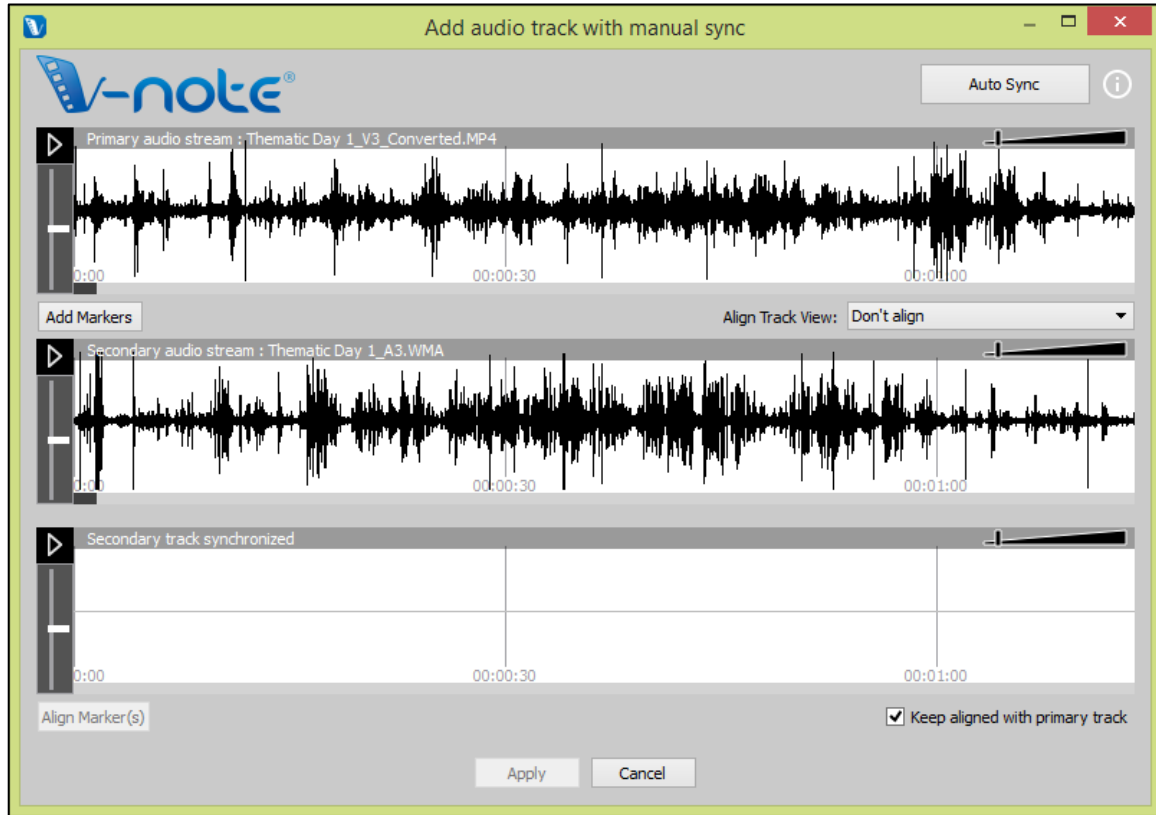 Add audio track with manual sync
V-note®
Auto Sync
Primary audio stream : Thematic Day 1_V3_Converted.MP4
0:00 00:00:30 00:01:00
Add Markers Align Track View: Don't align
Secondary audio stream : Thematic Day 1_A3.WMA
0:00 00:00:30 00:01:00
Secondary track synchronized
0:00 00:00:30 00:01:00
Align Marker(s) Keep aligned with primary track
Apply Cancel